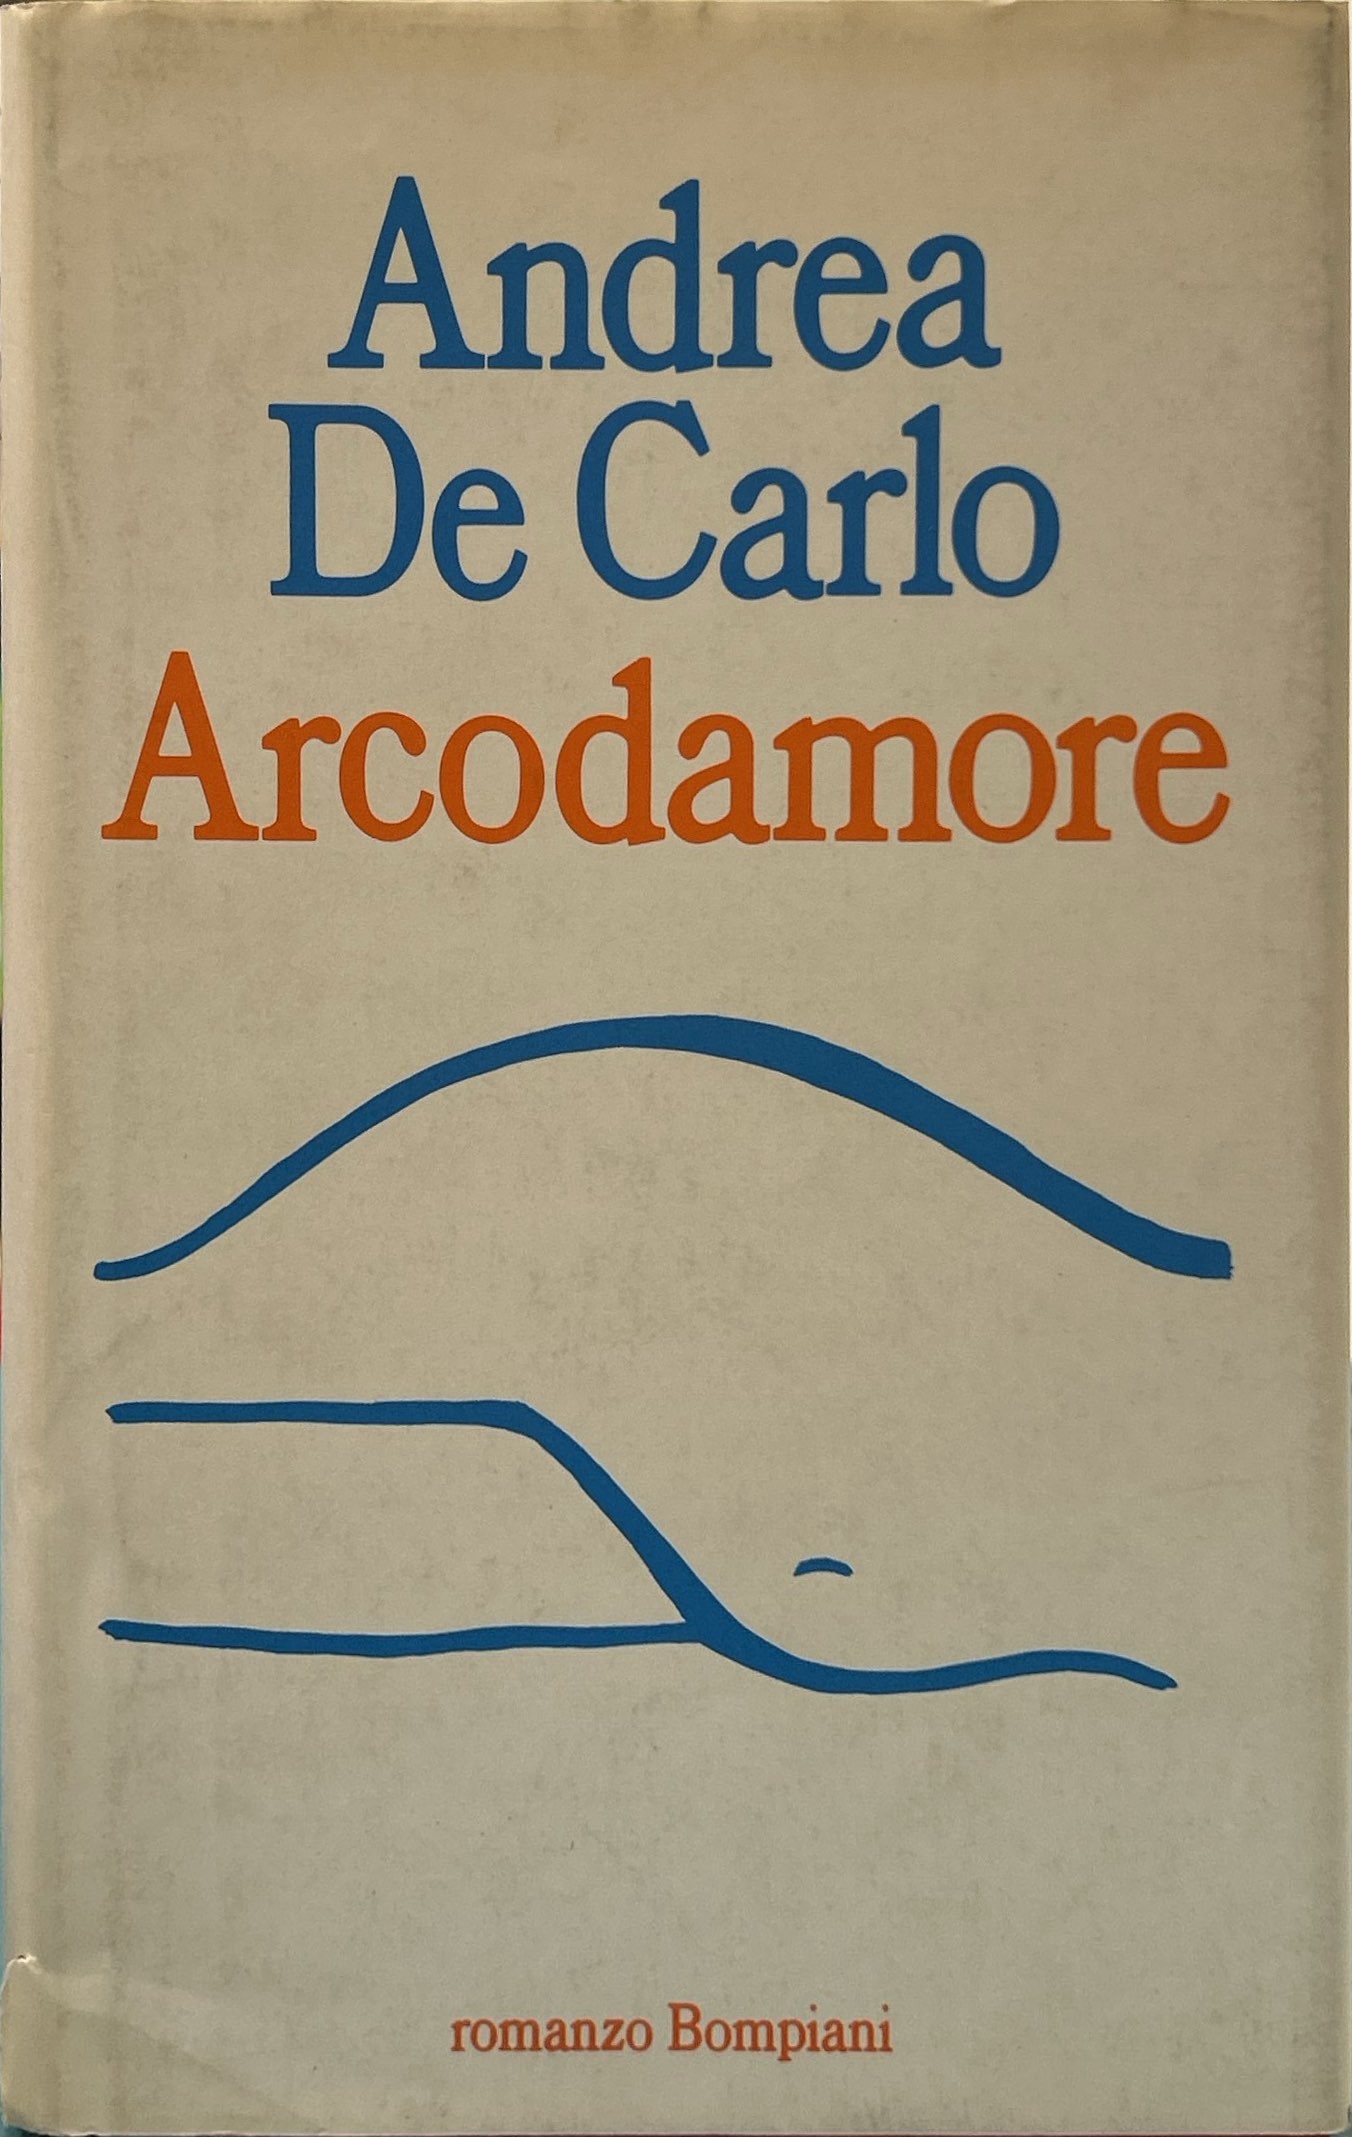 Andrea
De Carlo
Arcodamore
romanzo Bompiani